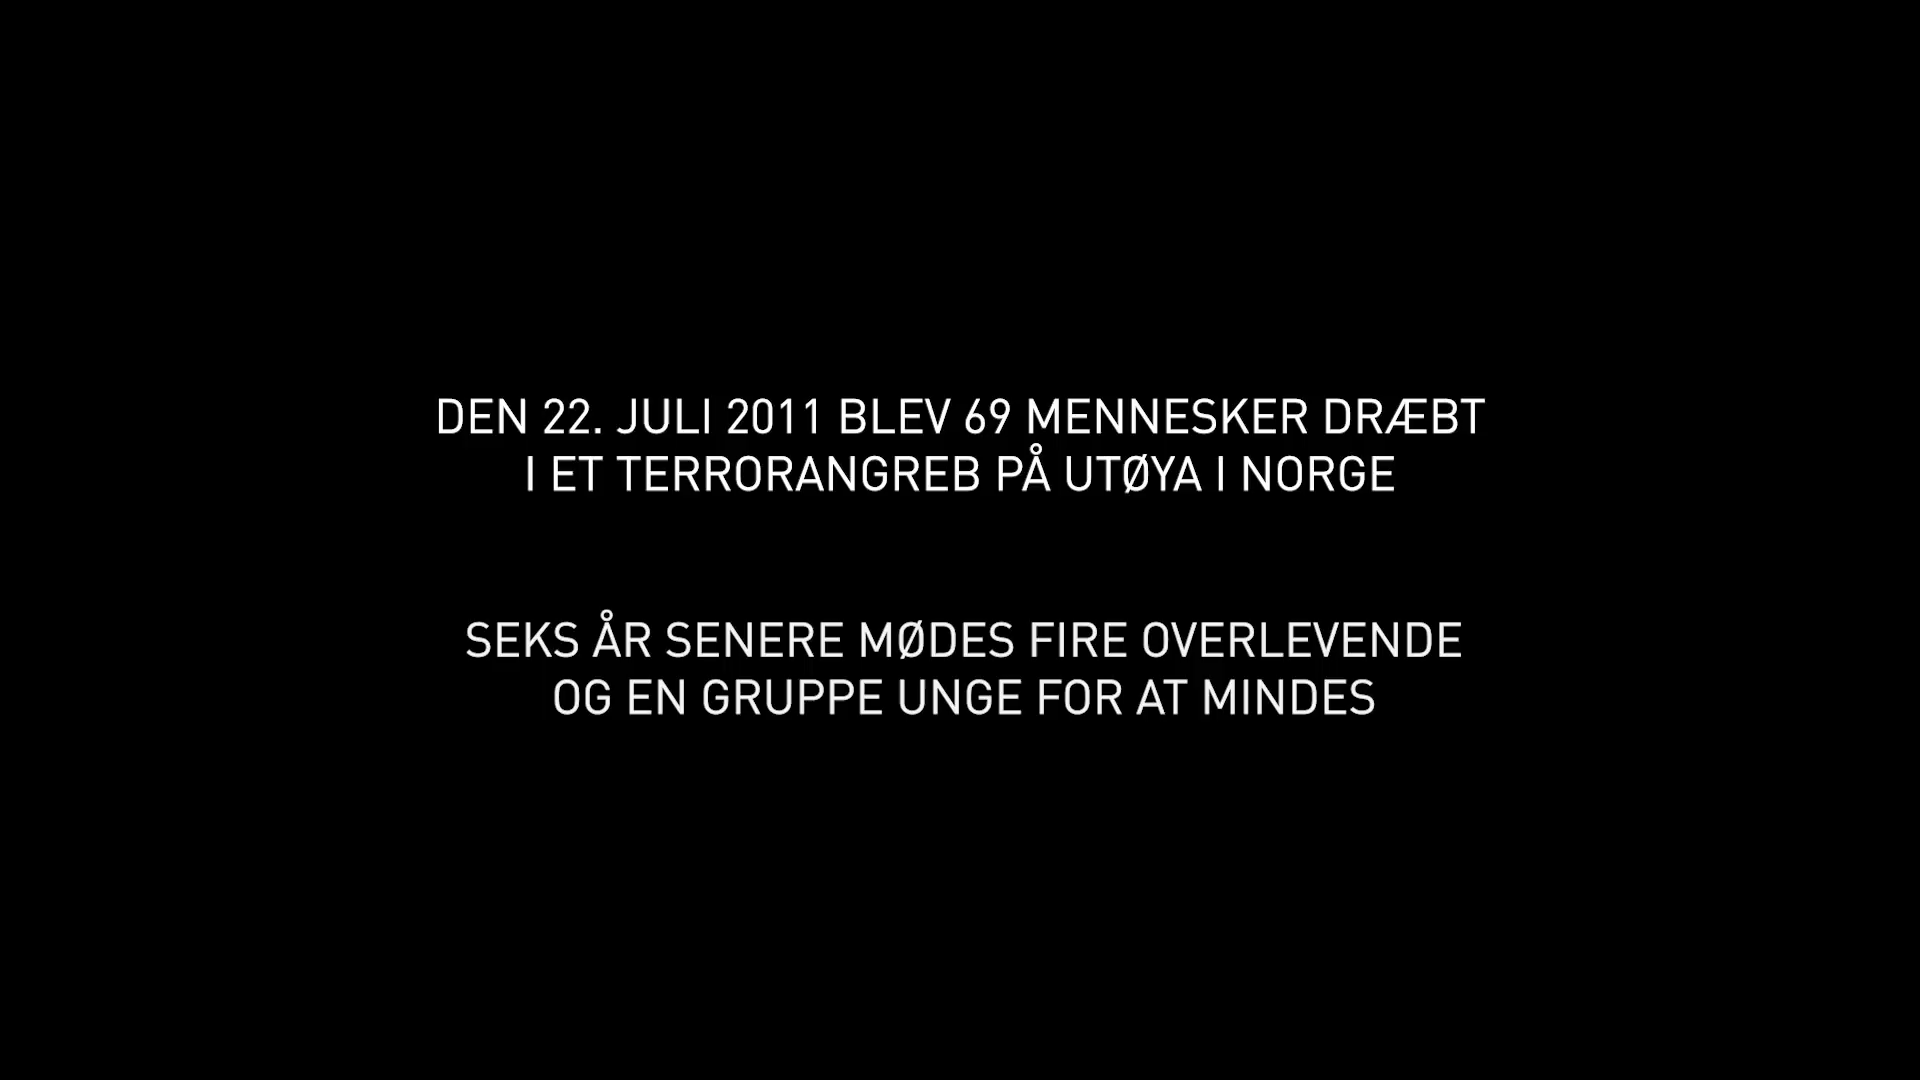 DEN 22. JULI 2011 BLEV 69 MENNESKER DRÆBT
I ET TERRORANGREB PÅ UTØYA I NORGE
SEKS ÅR SENERE MØDES FIRE OVERLEVENDE
OG EN GRUPPE UNGE FOR AT MINDES